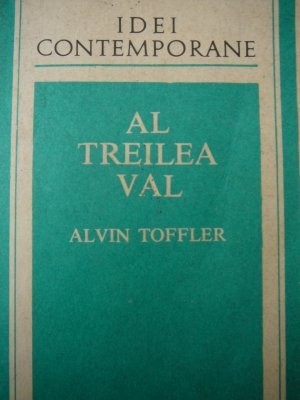 IDEI
CONTEMPORANE
AL
TREILEA
VAL
ALVIN TOFFLER